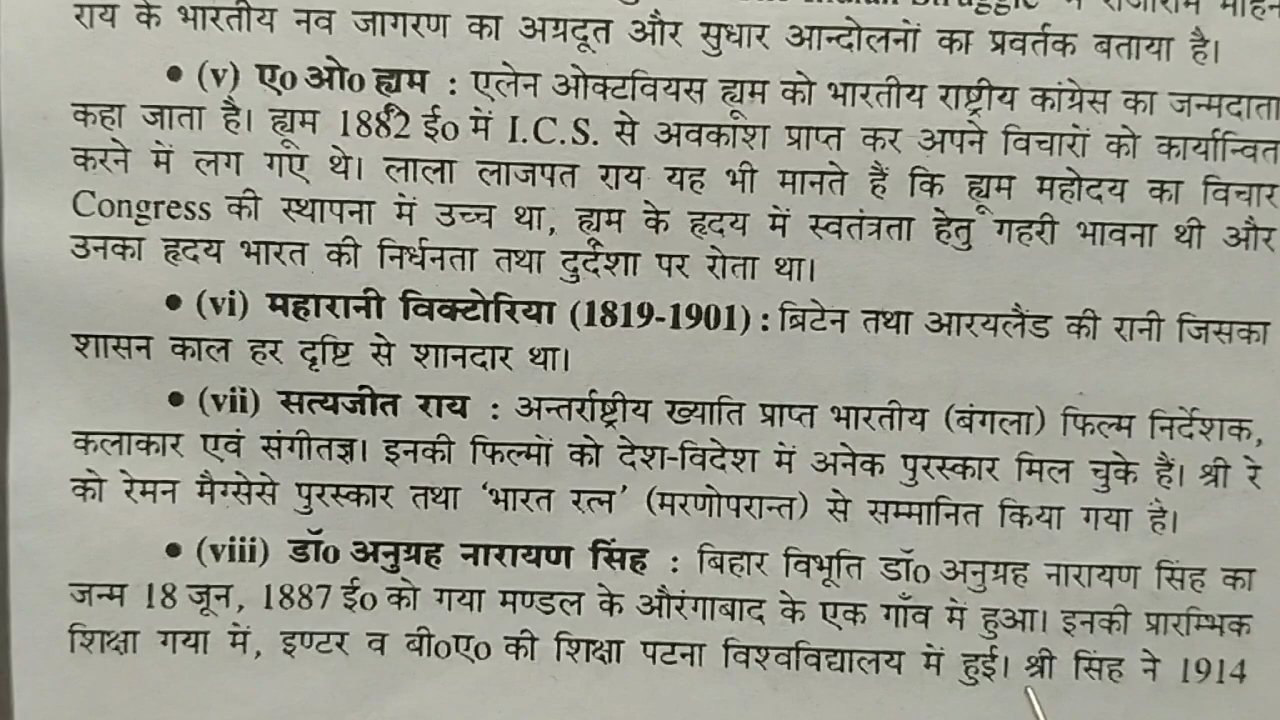 राय के भारतीय नव जागरण का अग्रदूत और सुधार आन्दोलनों का प्रवर्तक बताया है।
• (v) ए० ओ० ह्यूम : एलेन ओक्टवियस ह्यूम को भारतीय राष्ट्रीय कांग्रेस का जन्मदाता
कहा जाता है। ह्यूम 1882 ई० में I.C.S. से अवकाश प्राप्त कर अपने विचारों को कार्यान्वित
करने में लग गए थे। लाला लाजपत राय यह भी मानते हैं कि ह्यूम महोदय का विचार
Congress की स्थापना में उच्च था, ह्यूम के हृदय में स्वतंत्रता हेतु गहरी भावना थी और
उनका हृदय भारत की निर्धनता तथा दुर्दशा पर रोता था।
• (vi) महारानी विक्टोरिया (1819-1901) : ब्रिटेन तथा आरयलैंड की रानी जिसका
शासन काल हर दृष्टि से शानदार था।
• (vii) सत्यजीत राय : अन्तर्राष्ट्रीय ख्याति प्राप्त भारतीय (बंगला) फिल्म निर्देशक,
कलाकार एवं संगीतज्ञ। इनकी फिल्मों को देश-विदेश में अनेक पुरस्कार मिल चुके हैं। श्री रे
को रेमन मैग्सेसे पुरस्कार तथा ‘भारत रत्न’ (मरणोपरान्त) से सम्मानित किया गया है।
• (viii) डॉ० अनुग्रह नारायण सिंह : बिहार विभूति डॉ० अनुग्रह नारायण सिंह का
जन्म 18 जून, 1887 ई० को गया मण्डल के औरंगाबाद के एक गाँव में हुआ। इनकी प्रारम्भिक
शिक्षा गया में, इण्टर व बी०ए० की शिक्षा पटना विश्वविद्यालय में हुई। श्री सिंह ने 1914